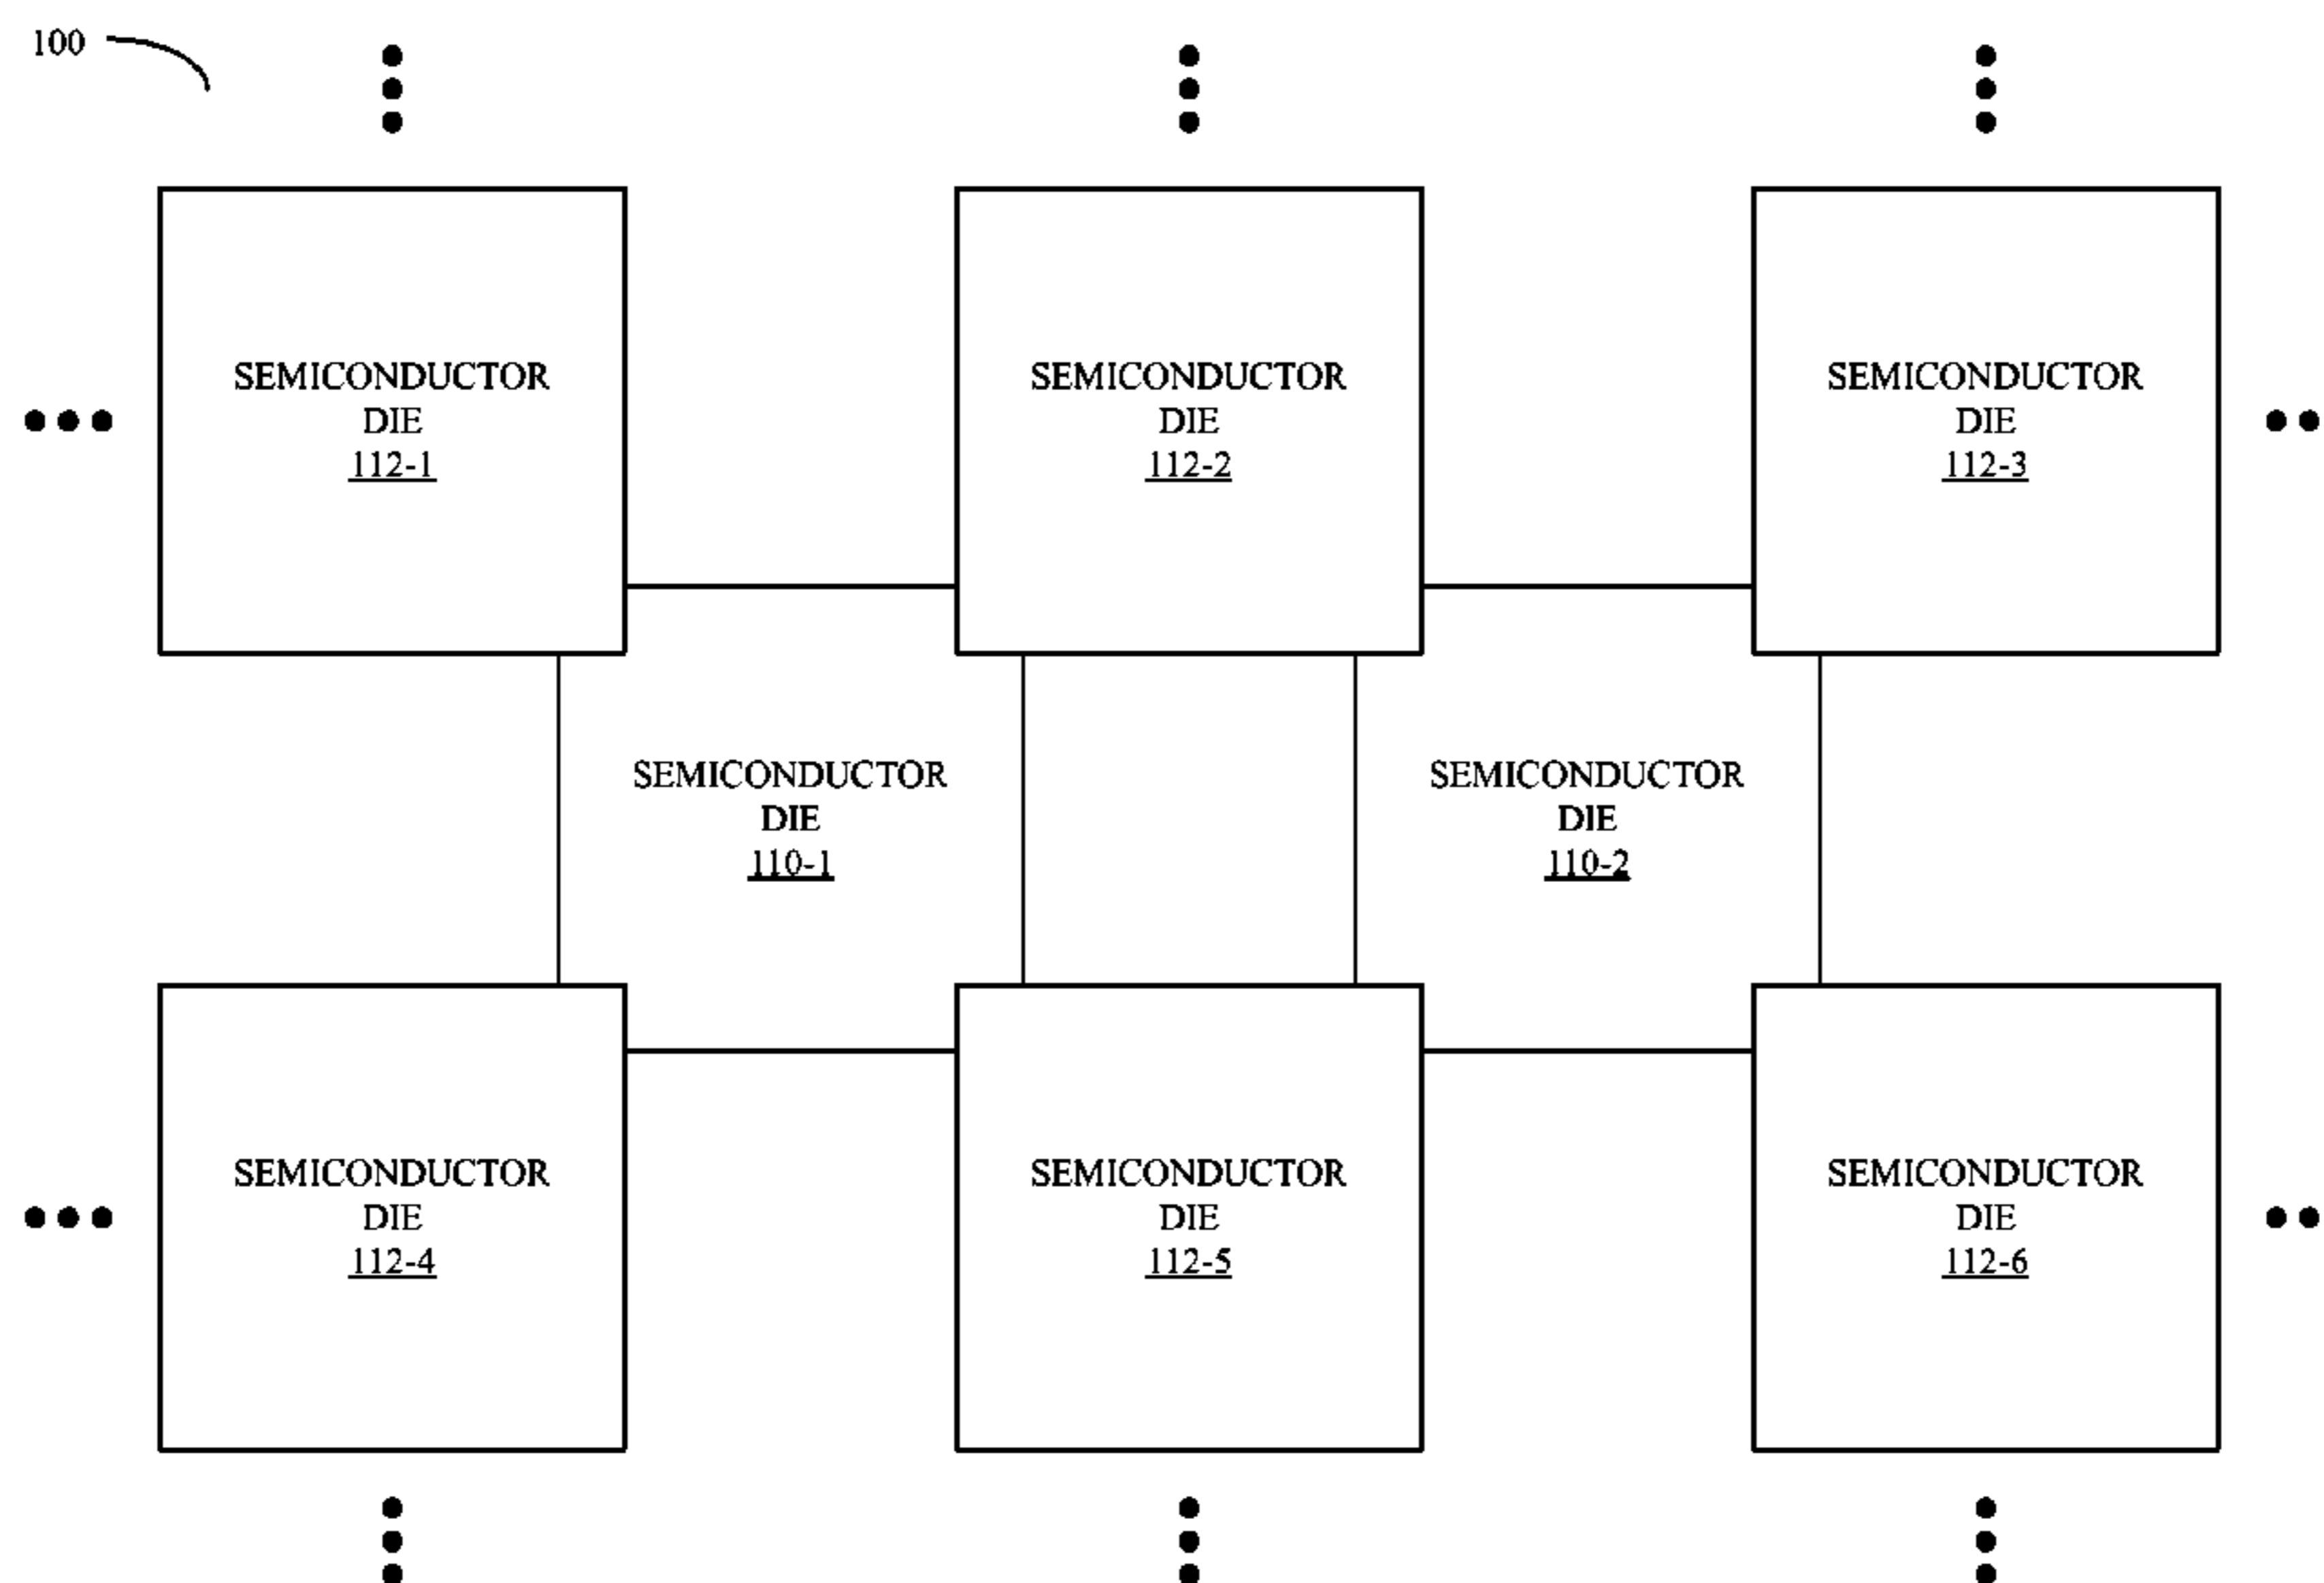 100
SEMICONDUCTOR
DIE
112-1
SEMICONDUCTOR
DIE
112-2
SEMICONDUCTOR
DIE
112-3
SEMICONDUCTOR
DIE
110-1
SEMICONDUCTOR
DIE
110-2
SEMICONDUCTOR
DIE
112-4
SEMICONDUCTOR
DIE
112-5
SEMICONDUCTOR
DIE
112-6